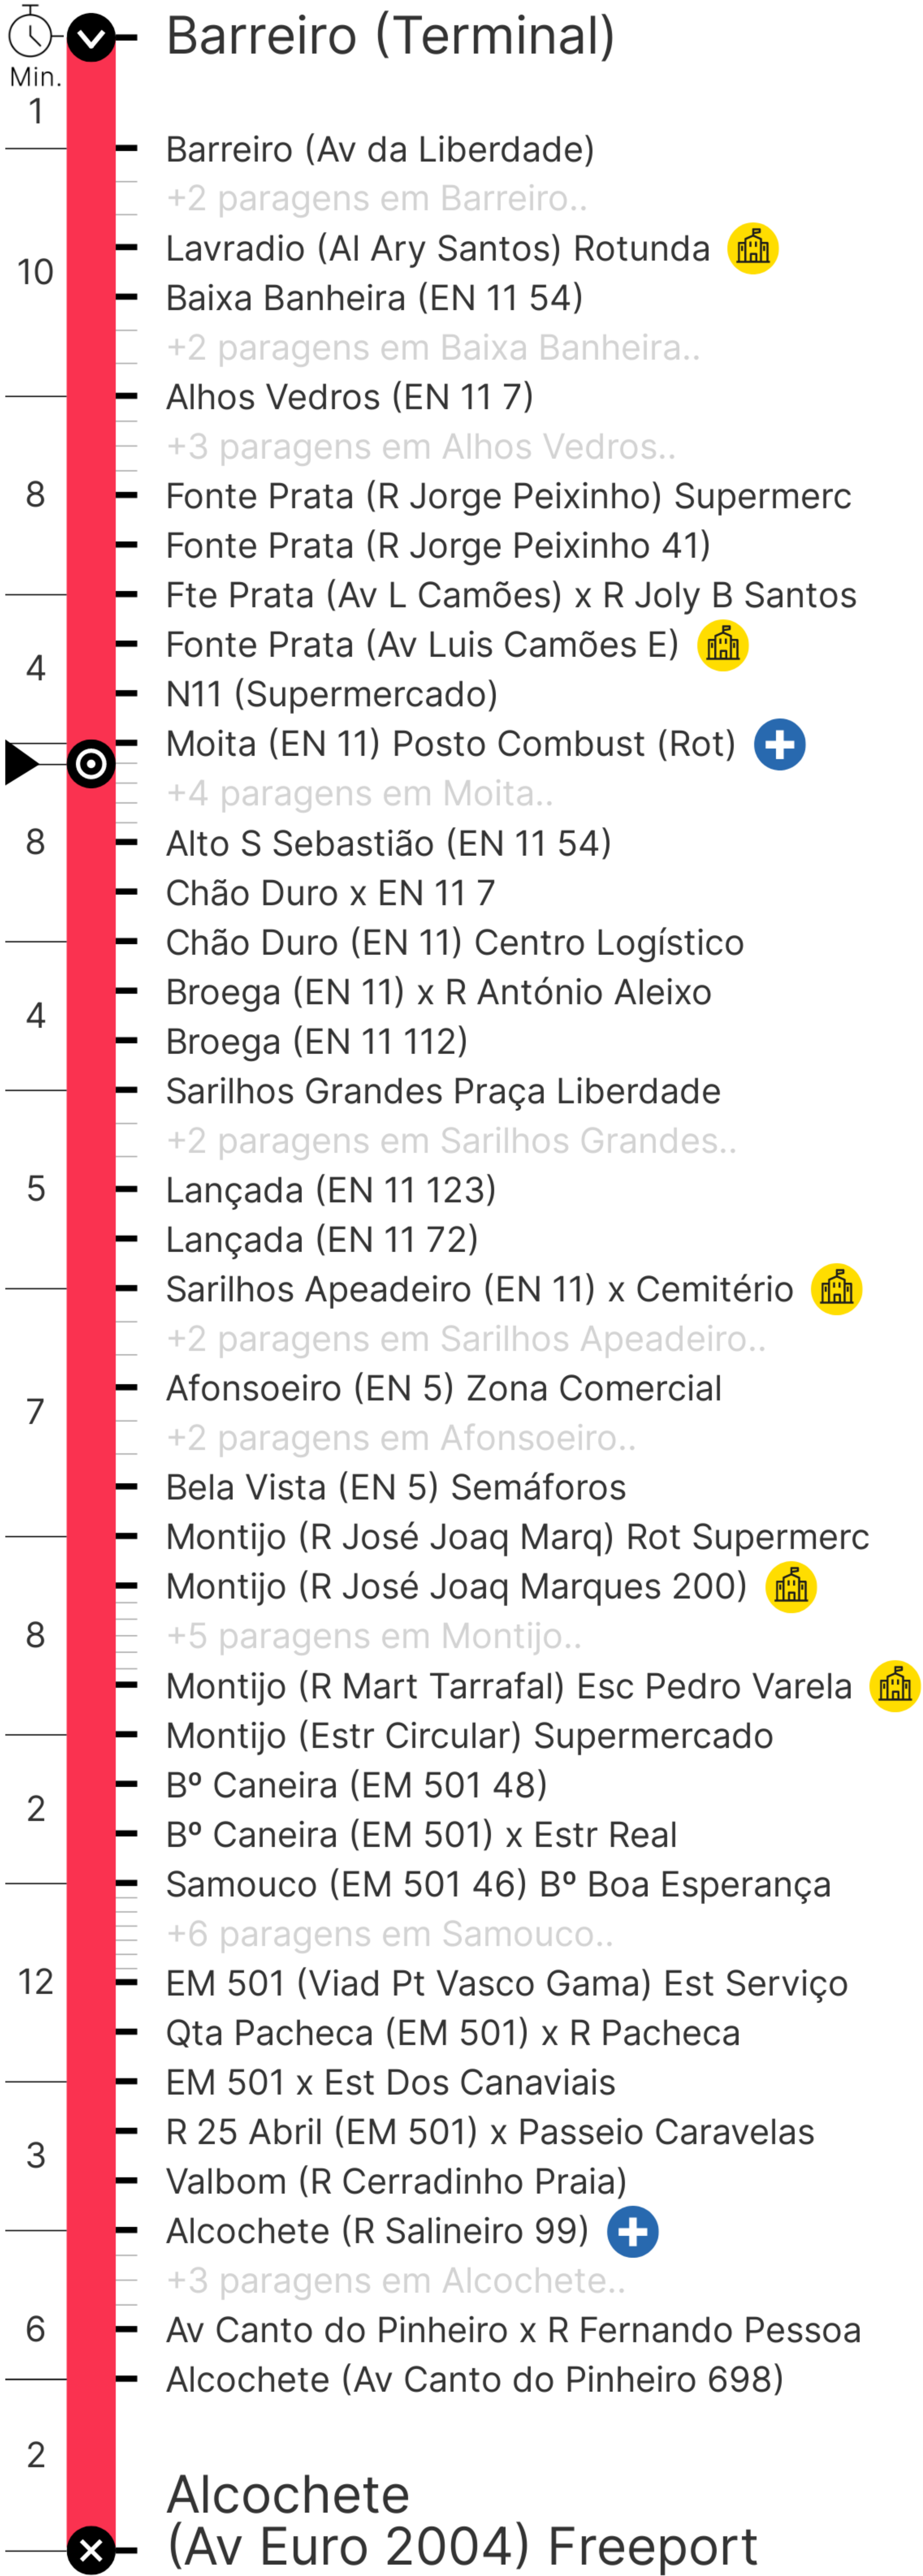 Barreiro (Terminal)
Min.
1
Barreiro (Av da Liberdade)
+2 paragens em Barreiro..
Lavradio (Al Ary Santos) Rotunda
10
Baixa Banheira (EN 11 54)
+2 paragens em Baixa Banheira..
Alhos Vedros (EN 11 7)
+3 paragens em Alhos Vedros..
8
Fonte Prata (R Jorge Peixinho) Supermerc
Fonte Prata (R Jorge Peixinho 41)
Fte Prata (Av L Camões) x R Joly B Santos
Fonte Prata (Av Luis Camões E)
4
N11 (Supermercado)
Moita (EN 11) Posto Combust (Rot)
+4 paragens em Moita..
8
Alto S Sebastião (EN 11 54)
Chão Duro x EN 11 7
Chão Duro (EN 11) Centro Logístico
Broega (EN 11) x R António Aleixo
4
Broega (EN 11 112)
Sarilhos Grandes Praça Liberdade
+2 paragens em Sarilhos Grandes..
5
Lançada (EN 11 123)
Lançada (EN 11 72)
Sarilhos Apeadeiro (EN 11) x Cemitério
+2 paragens em Sarilhos Apeadeiro..
Afonsoeiro (EN 5) Zona Comercial
7
+2 paragens em Afonsoeiro..
Bela Vista (EN 5) Semáforos
Montijo (R José Joaq Marq) Rot Supermerc
Montijo (R José Joaq Marques 200)
8
+5 paragens em Montijo..
Montijo (R Mart Tarrafal) Esc Pedro Varela
Montijo (Estr Circular) Supermercado
Bº Caneira (EM 501 48)
2
Bº Caneira (EM 501) x Estr Real
Samouco (EM 501 46) Bº Boa Esperança
+6 paragens em Samouco..
12
EM 501 (Viad Pt Vasco Gama) Est Serviço
Qta Pacheca (EM 501) x R Pacheca
EM 501 x Est Dos Canaviais
R 25 Abril (EM 501) x Passeio Caravelas
3
Valbom (R Cerradinho Praia)
Alcochete (R Salineiro 99)
+3 paragens em Alcochete..
6
Av Canto do Pinheiro x R Fernando Pessoa
Alcochete (Av Canto do Pinheiro 698)
2
Alcochete
(Av Euro 2004) Freeport